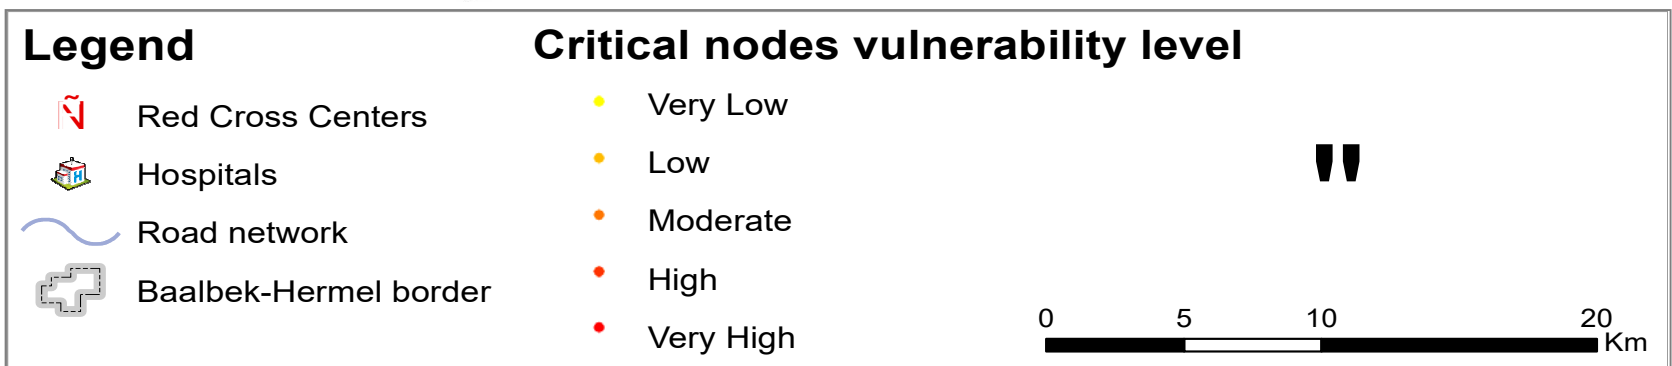 Legend
Critical nodes vulnerability level
Ñ Red Cross Centers
H Hospitals
Road network
Baalbek-Hermel border
Very Low
Low
Moderate
High
Very High
"
0 5 10 20
Km